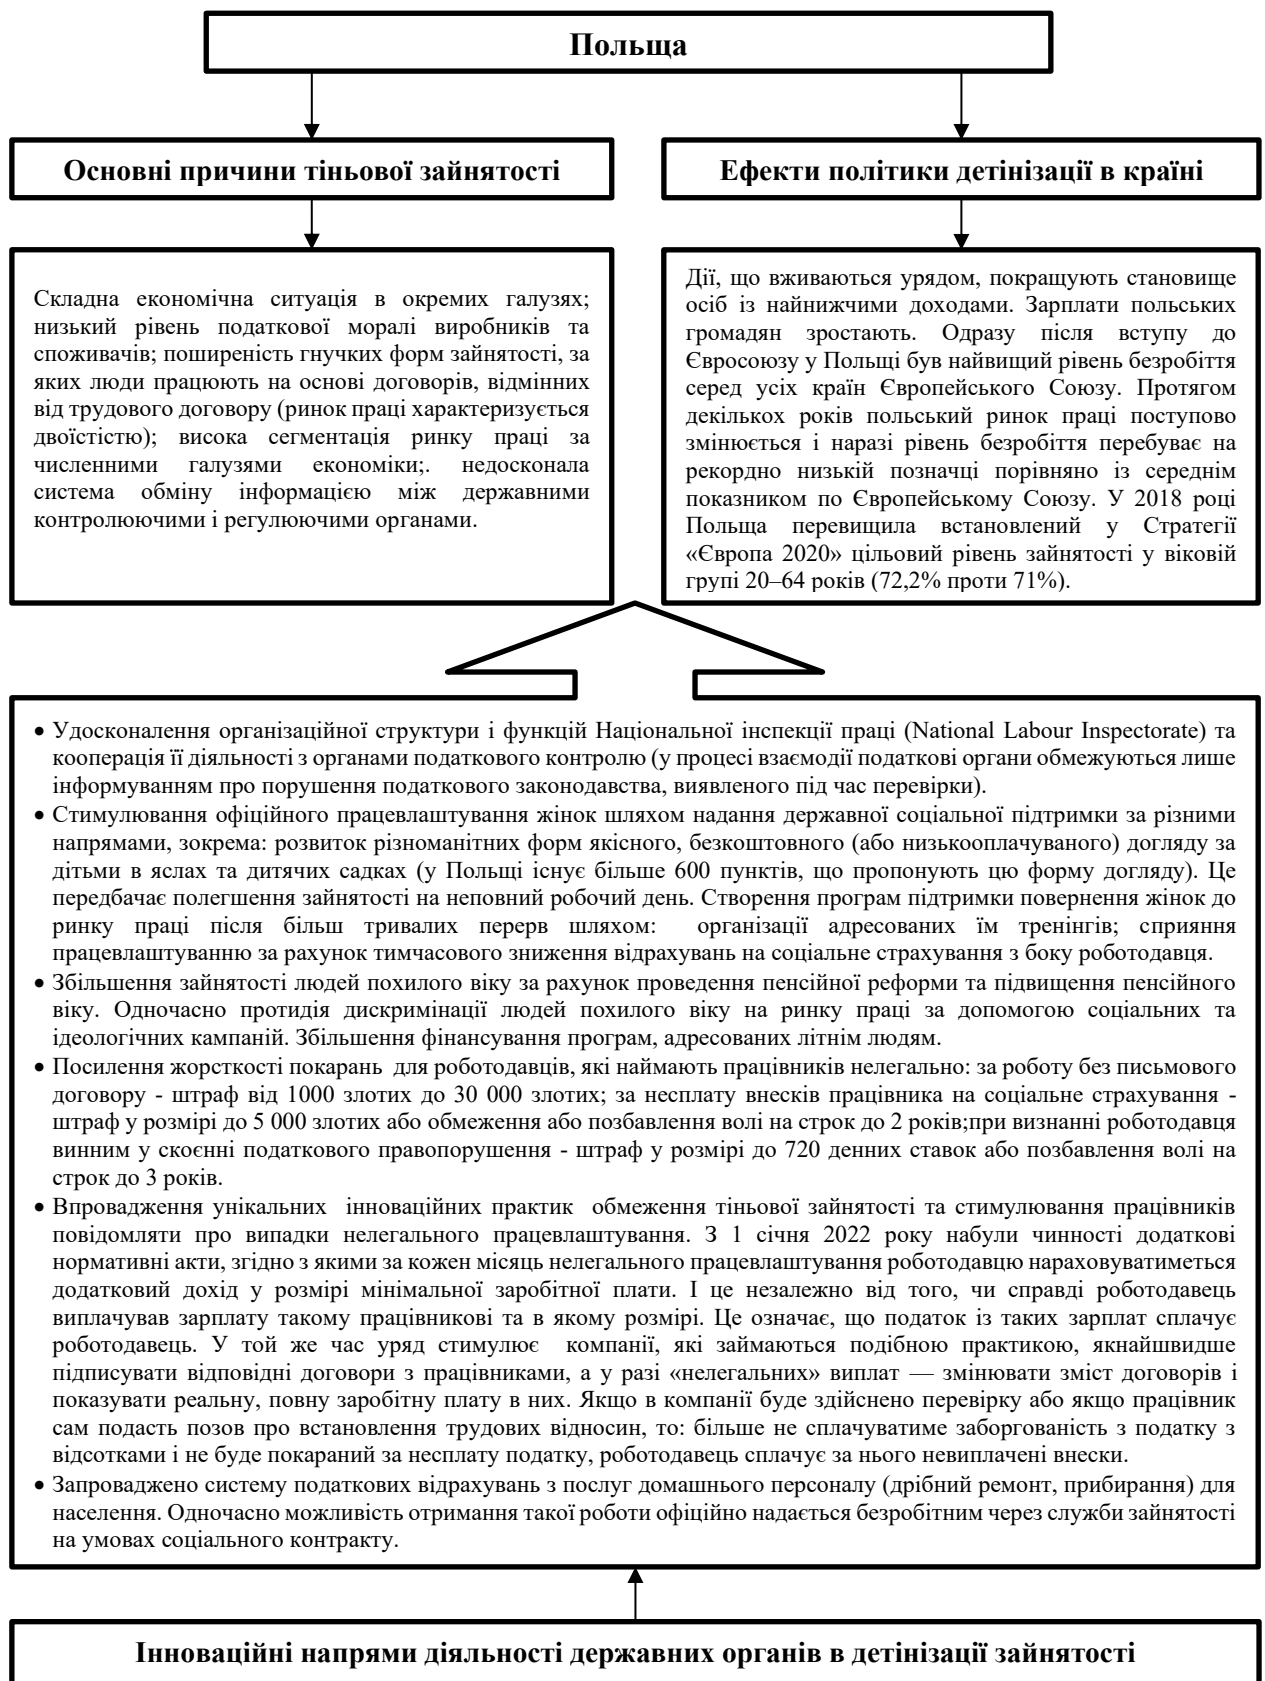 Польща
Основні причини тіньової зайнятості
Ефекти політики детінізації в країні
Складна економічна ситуація в окремих галузях;
низький рівень податкової моралі виробників та
споживачів; поширеність гнучких форм зайнятості, за
яких люди працюють на основі договорів, відмінних
від трудового договору (ринок праці характеризується
двоїстістю); висока сегментація ринку праці за
численними галузями економіки;. недосконала
система обміну інформацією між державними
контролюючими і регулюючими органами.
Дії, що вживаються урядом, покращують становище
осіб із найнижчими доходами. Зарплати польських
громадян зростають. Одразу після вступу до
Євросоюзу у Польщі був найвищий рівень безробіття
серед усіх країн Європейського Союзу. Протягом
декількох років польський ринок праці поступово
змінюється і наразі рівень безробіття перебуває на
рекордно низькій позначці порівняно із середнім
показником по Європейському Союзу. У 2018 році
Польща перевищила встановлений у Стратегії
«Європа 2020» цільовий рівень зайнятості у віковій
групі 20–64 років (72,2% проти 71%).
• Удосконалення організаційної структури і функцій Національної інспекції праці (National Labour Inspectorate) та
кооперація її діяльності з органами податкового контролю (у процесі взаємодії податкові органи обмежуються лише
інформуванням про порушення податкового законодавства, виявленого під час перевірки).
• Стимулювання офіційного працевлаштування жінок шляхом надання державної соціальної підтримки за різними
напрямами, зокрема: розвиток різноманітних форм якісного, безкоштовного (або низькооплачуваного) догляду за
дітьми в яслах та дитячих садках (у Польщі існує більше 600 пунктів, що пропонують цю форму догляду). Це
передбачає полегшення зайнятості на неповний робочий день. Створення програм підтримки повернення жінок до
ринку праці після більш тривалих перерв шляхом: організації адресованих їм тренінгів; сприяння
працевлаштуванню за рахунок тимчасового зниження відрахувань на соціальне страхування з боку роботодавця.
• Збільшення зайнятості людей похилого віку за рахунок проведення пенсійної реформи та підвищення пенсійного
віку. Одночасно протидія дискримінації людей похилого віку на ринку праці за допомогою соціальних та
ідеологічних кампаній. Збільшення фінансування програм, адресованих літнім людям.
• Посилення жорсткості покарань для роботодавців, які наймають працівників нелегально: за роботу без письмового
договору - штраф від 1000 злотих до 30 000 злотих; за несплату внесків працівника на соціальне страхування -
штраф у розмірі до 5 000 злотих або обмеження або позбавлення волі на строк до 2 років;при визнанні роботодавця
винним у скоєнні податкового правопорушення - штраф у розмірі до 720 денних ставок або позбавлення волі на
строк до 3 років.
• Впровадження унікальних інноваційних практик обмеження тіньової зайнятості та стимулювання працівників
повідомляти про випадки нелегального працевлаштування. З 1 січня 2022 року набули чинності додаткові
нормативні акти, згідно з якими за кожен місяць нелегального працевлаштування роботодавцю нараховуватиметься
додатковий дохід у розмірі мінімальної заробітної плати. І це незалежно від того, чи справді роботодавець
виплачував зарплату такому працівникові та в якому розмірі. Це означає, що податок із таких зарплат сплачує
роботодавець. У той же час уряд стимулює компанії, які займаються подібною практикою, якнайшвидше
підписувати відповідні договори з працівниками, а у разі «нелегальних» виплат — змінювати зміст договорів і
показувати реальну, повну заробітну плату в них. Якщо в компанії буде здійснено перевірку або якщо працівник
сам подасть позов про встановлення трудових відносин, то: більше не сплачуватиме заборгованість з податку з
відсотками і не буде покараний за несплату податку, роботодавець сплачує за нього невиплачені внески.
• Запроваджено систему податкових відрахувань з послуг домашнього персоналу (дрібний ремонт, прибирання) для
населення. Одночасно можливість отримання такої роботи офіційно надається безробітним через служби зайнятості
на умовах соціального контракту.
Інноваційні напрями діяльності державних органів в детінізації зайнятості